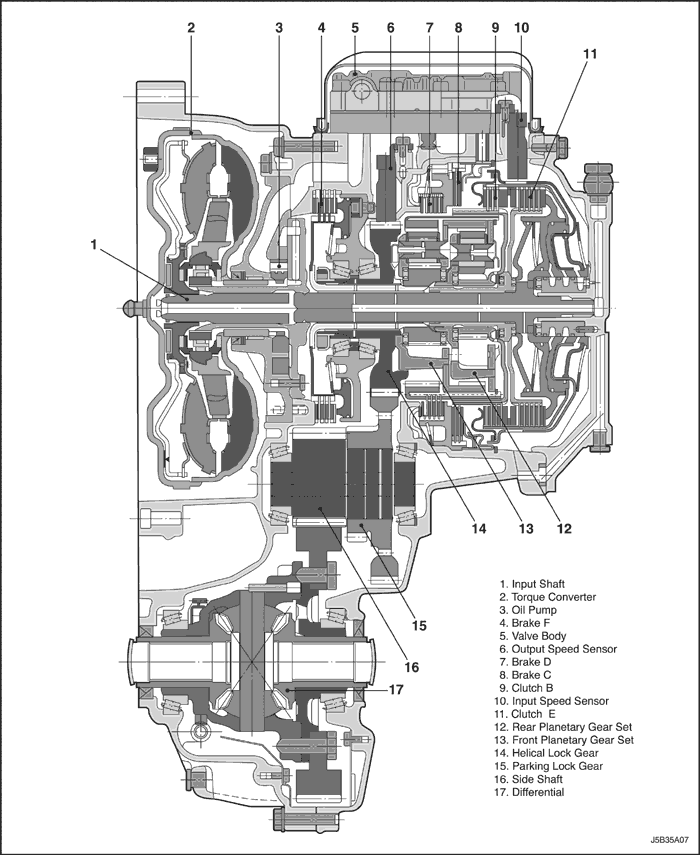 2
3
4
5
6
7
8
9
10
11
1
14
13
12
15
16
17
1. Input Shaft
2. Torque Converter
3. Oil Pump
4. Brake F
5. Valve Body
6. Output Speed Sensor
7. Brake D
8. Brake C
9. Clutch B
10. Input Speed Sensor
11. Clutch E
12. Rear Planetary Gear Set
13. Front Planetary Gear Set
14. Helical Lock Gear
15. Parking Lock Gear
16. Side Shaft
17. Differential
J5B35A07